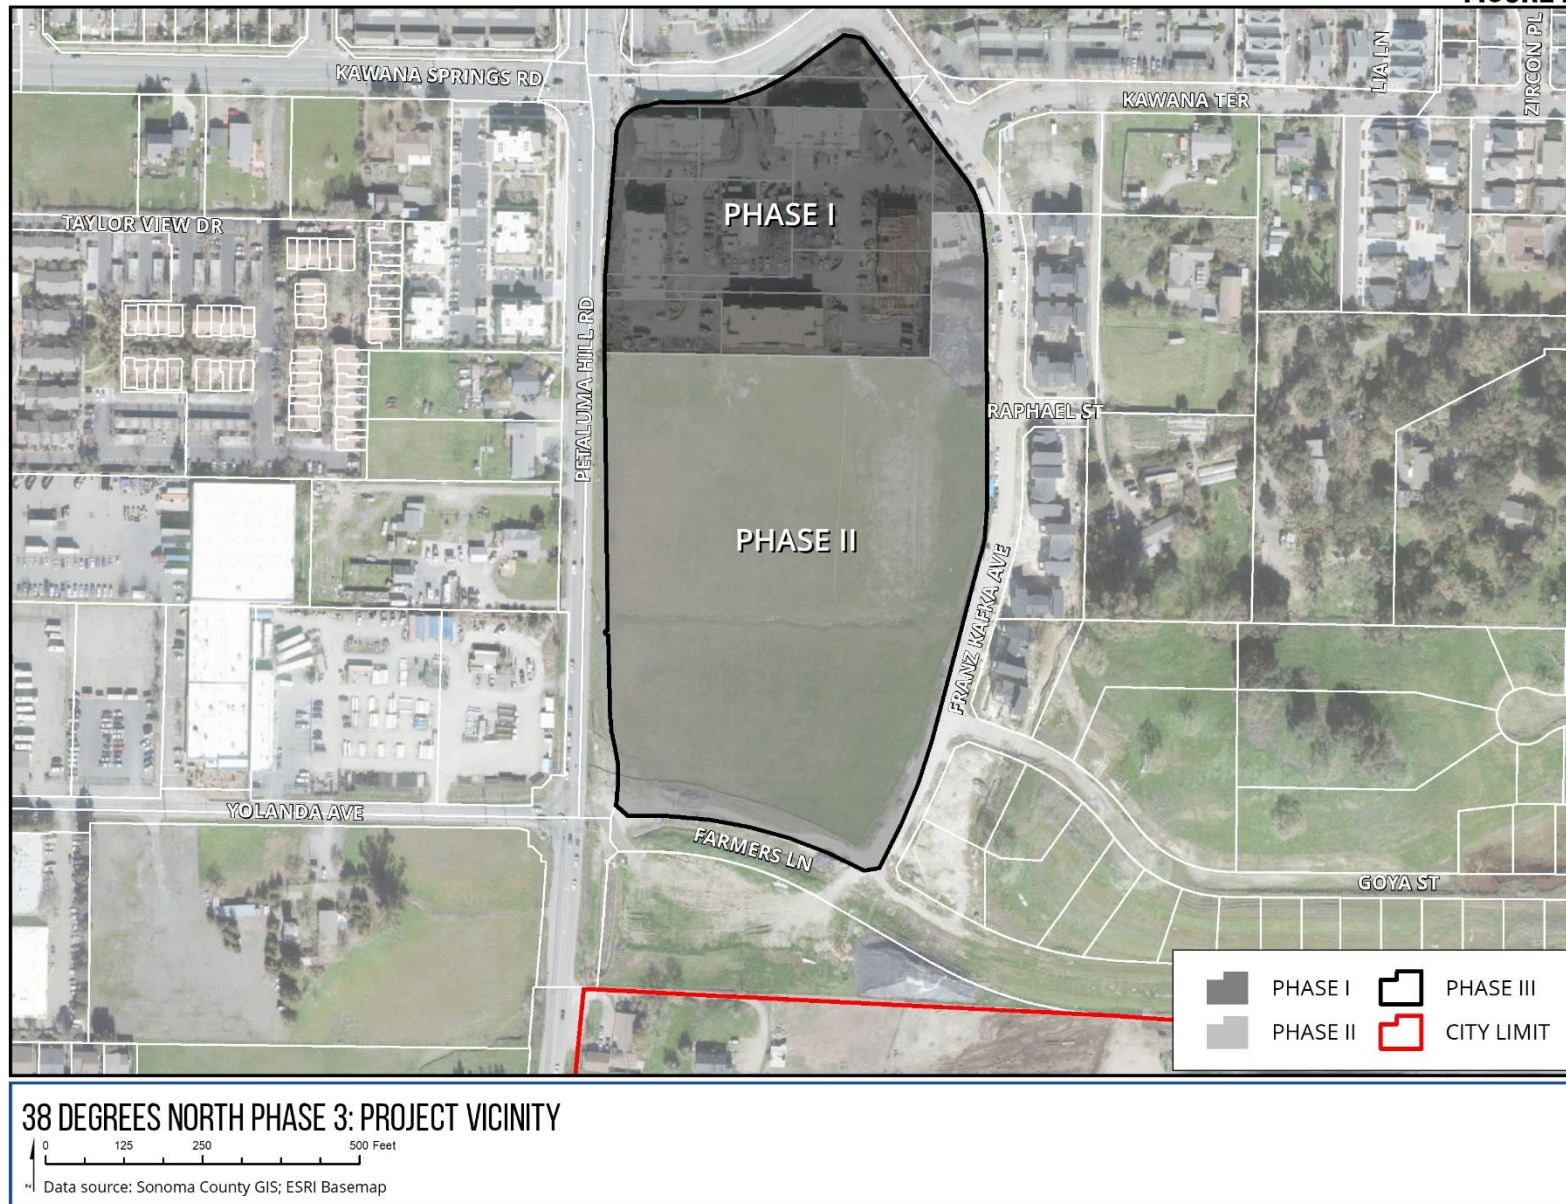 KAWANA SPRINGS RD
KAWANA TER
LIA LN
ZIRCON PL
TAYLOR VIEW DR
PHASE I
PETALUMA HILL RD
RAPHAEL ST
PHASE II
FRANZ KAFKA AVE
YOLANDA AVE
FARMERS LN
GOYA ST
PHASE I
PHASE III
PHASE II
CITY LIMIT
38 DEGREES NORTH PHASE 3: PROJECT VICINITY
0 125 250 500 Feet
N
Data source: Sonoma County GIS; ESRI Basemap